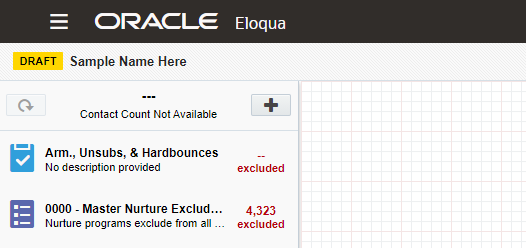 ORACLE Eloqua
DRAFT Sample Name Here
---
Contact Count Not Available
Arm., Unsubs, & Hardbounces
No description provided
--
excluded
0000 - Master Nurture Exclud...
Nurture programs exclude from all ...
4,323
excluded